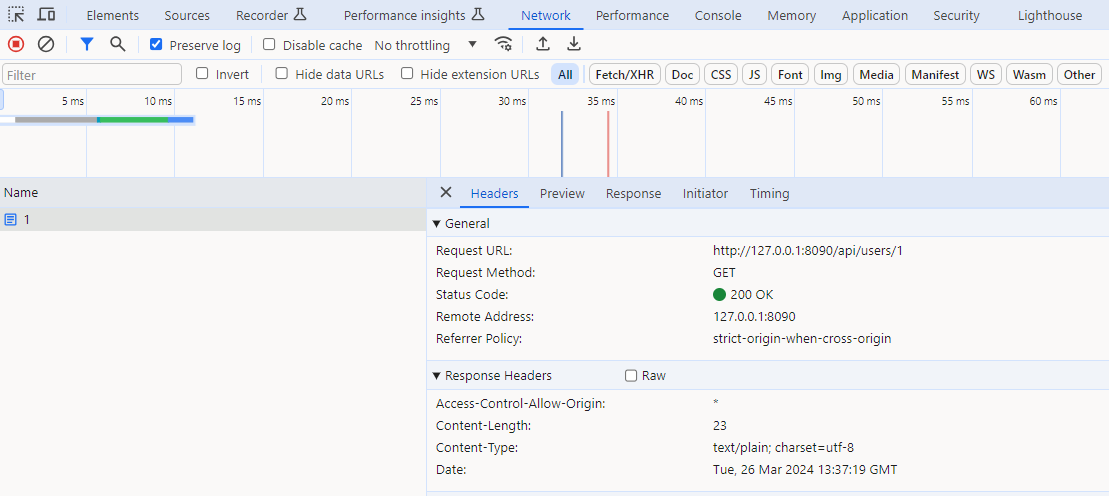 Elements Sources Recorder Performance insights Network Performance Console Memory Application Security Lighthouse
Preserve log Disable cache No throttling
Filter Invert Hide data URLs Hide extension URLs All Fetch/XHR Doc CSS JS Font Img Media Manifest WS Wasm Other
5 ms 10 ms 15 ms 20 ms 25 ms 30 ms 35 ms 40 ms 45 ms 50 ms 55 ms 60 ms
Name Headers Preview Response Initiator Timing
1
General
Request URL: http://127.0.0.1:8090/api/users/1
Request Method: GET
Status Code: 200 OK
Remote Address: 127.0.0.1:8090
Referrer Policy: strict-origin-when-cross-origin
Response Headers Raw
Access-Control-Allow-Origin: *
Content-Length: 23
Content-Type: text/plain; charset=utf-8
Date: Tue, 26 Mar 2024 13:37:19 GMT